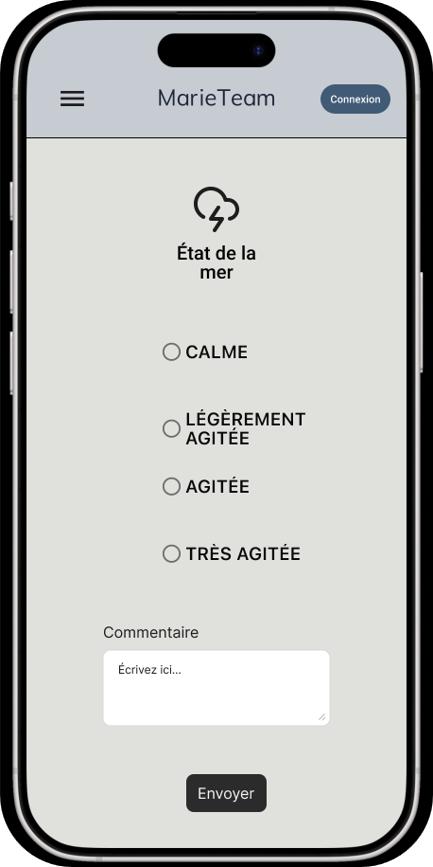 MarieTeam
Connexion
État de la
mer
CALME
LÉGÈREMENT
AGITÉE
AGITÉE
TRÈS AGITÉE
Commentaire
Écrivez ici...
Envoyer